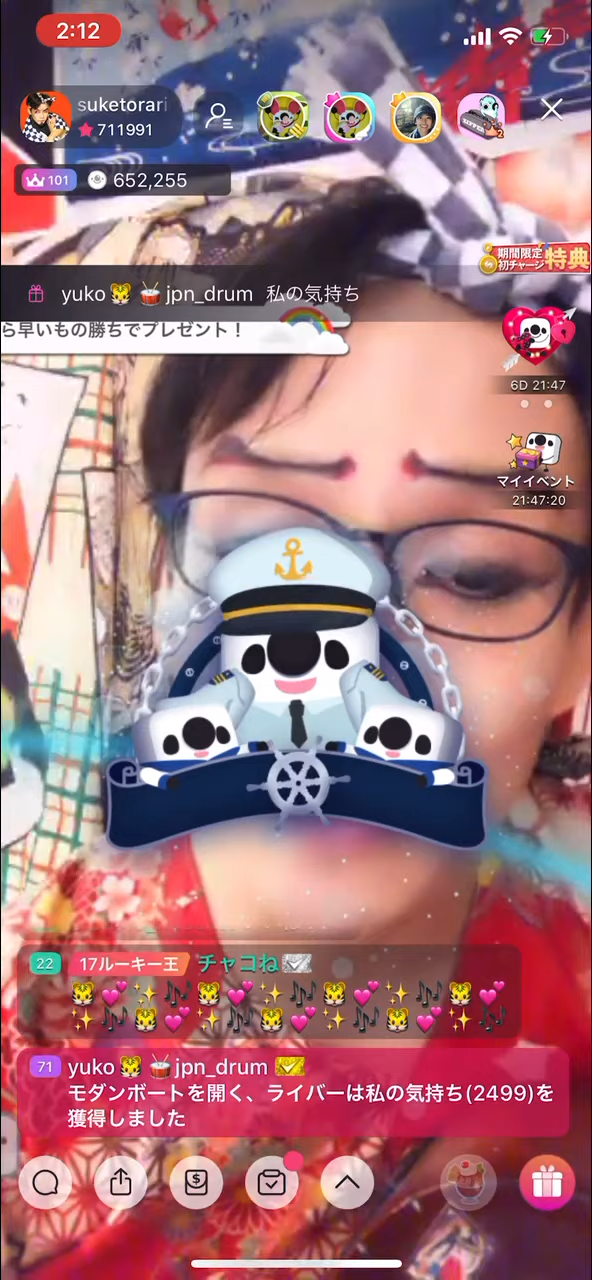 2:12
suketorari
711991
2
101
652,255
期間限定
初チャージ
特典
yuko🐯🥁jpn_drum 私の気持ち
ら早いもの勝ちでプレゼント！
6D 21:47
マイイベント
21:47:20
22 17ルーキー王 チャコね
🐯💕✨🎶🐯💕✨🎶🐯💕✨🎶🐯💕
✨🎶🐯💕✨🎶🐯💕✨🎶🐯💕✨🎶
71 yuko🐯🥁jpn_drum
モダンボートを開く、ライバーは私の気持ち(2499)を
獲得しました